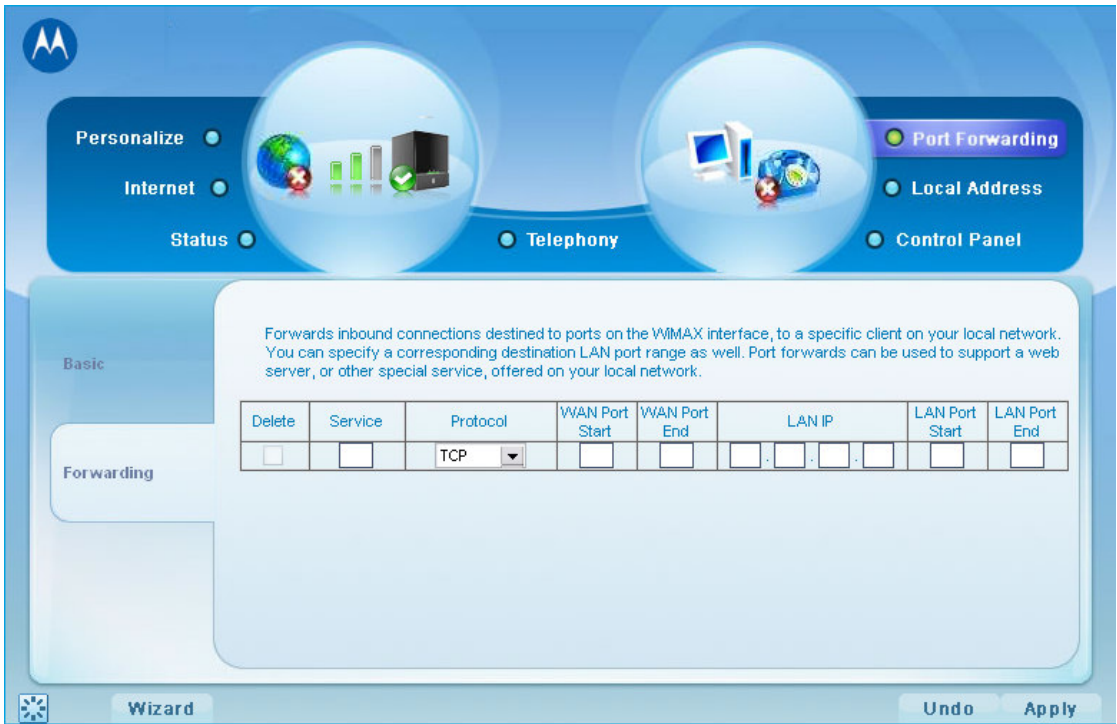 Personalize
Internet
Status
Telephony
Port Forwarding
Local Address
Control Panel
Basic
Forwarding
Forwards inbound connections destined to ports on the WiMAX interface, to a specific client on your local network.
You can specify a corresponding destination LAN port range as well. Port forwards can be used to support a web
server, or other special service, offered on your local network.
Delete Service Protocol WAN Port Start WAN Port End LAN IP LAN Port Start LAN Port End
TCP . . .
Wizard Undo Apply